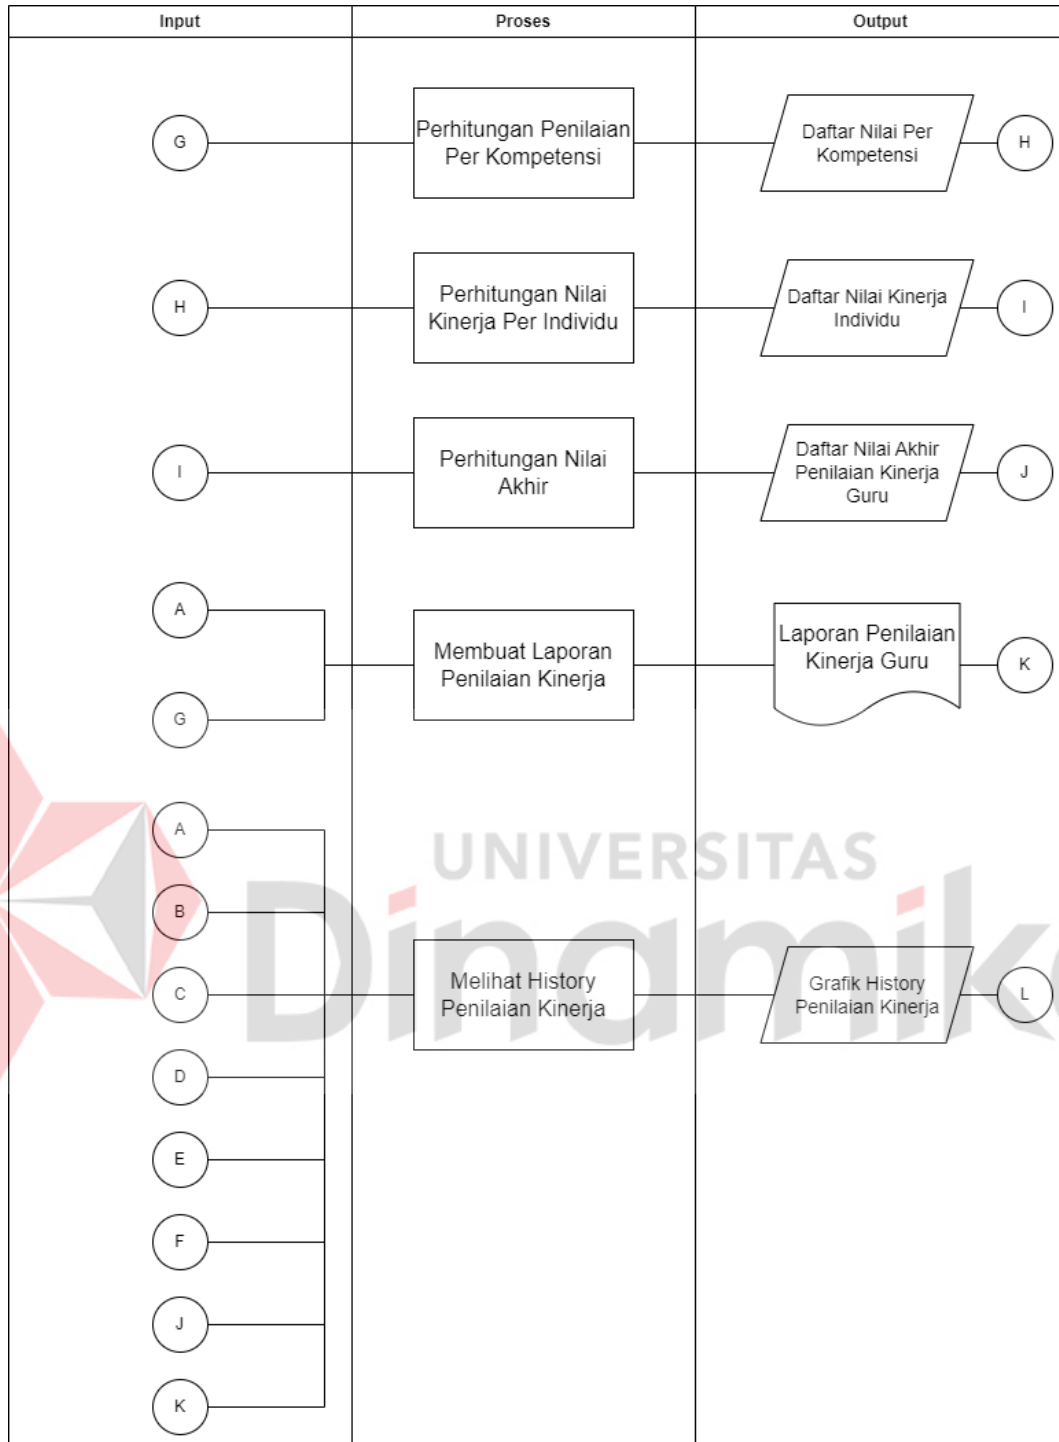 Input
Proses
Output
G
Perhitungan Penilaian
Per Kompetensi
Daftar Nilai Per
Kompetensi
H
H
Perhitungan Nilai
Kinerja Per Individu
Daftar Nilai Kinerja
Individu
I
I
Perhitungan Nilai
Akhir
Daftar Nilai Akhir
Penilaian Kinerja
Guru
J
A
G
Membuat Laporan
Penilaian Kinerja
Laporan Penilaian
Kinerja Guru
K
A
B
C
D
E
F
J
K
Melihat History
Penilaian Kinerja
Grafik History
Penilaian Kinerja
L
UNIVERSITAS
Dinamika